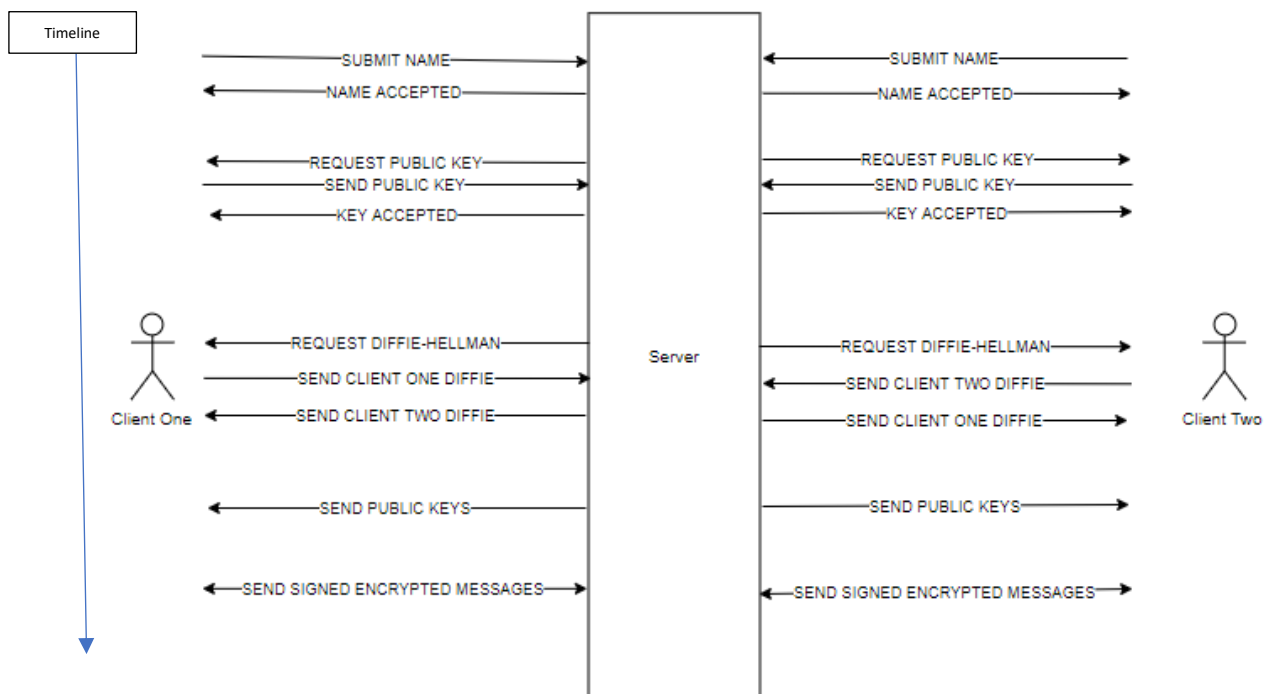 Timeline
SUBMIT NAME
SUBMIT NAME
NAME ACCEPTED
NAME ACCEPTED
REQUEST PUBLIC KEY
REQUEST PUBLIC KEY
SEND PUBLIC KEY
SEND PUBLIC KEY
KEY ACCEPTED
KEY ACCEPTED
REQUEST DIFFIE-HELLMAN
Server
REQUEST DIFFIE-HELLMAN
SEND CLIENT ONE DIFFIE
SEND CLIENT TWO DIFFIE
Client One
SEND CLIENT TWO DIFFIE
SEND CLIENT ONE DIFFIE
Client Two
SEND PUBLIC KEYS
SEND PUBLIC KEYS
SEND SIGNED ENCRYPTED MESSAGES
SEND SIGNED ENCRYPTED MESSAGES